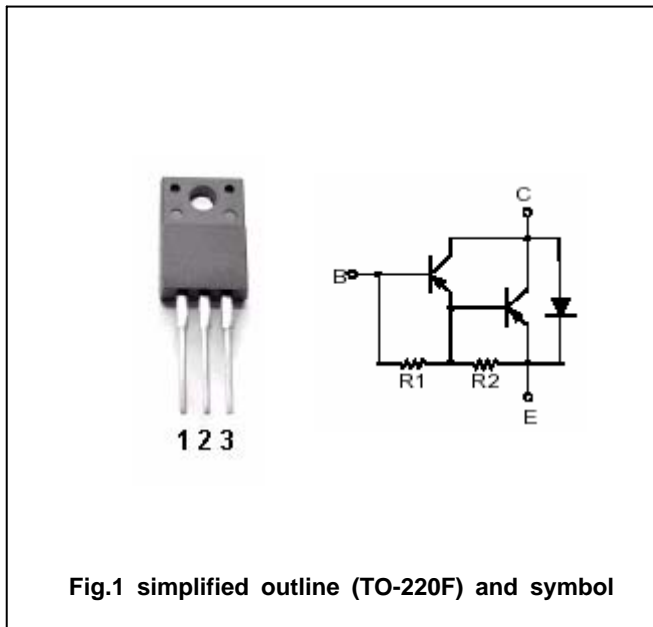 C
B
R1 R2
E
1 2 3
Fig.1 simplified outline (TO-220F) and symbol